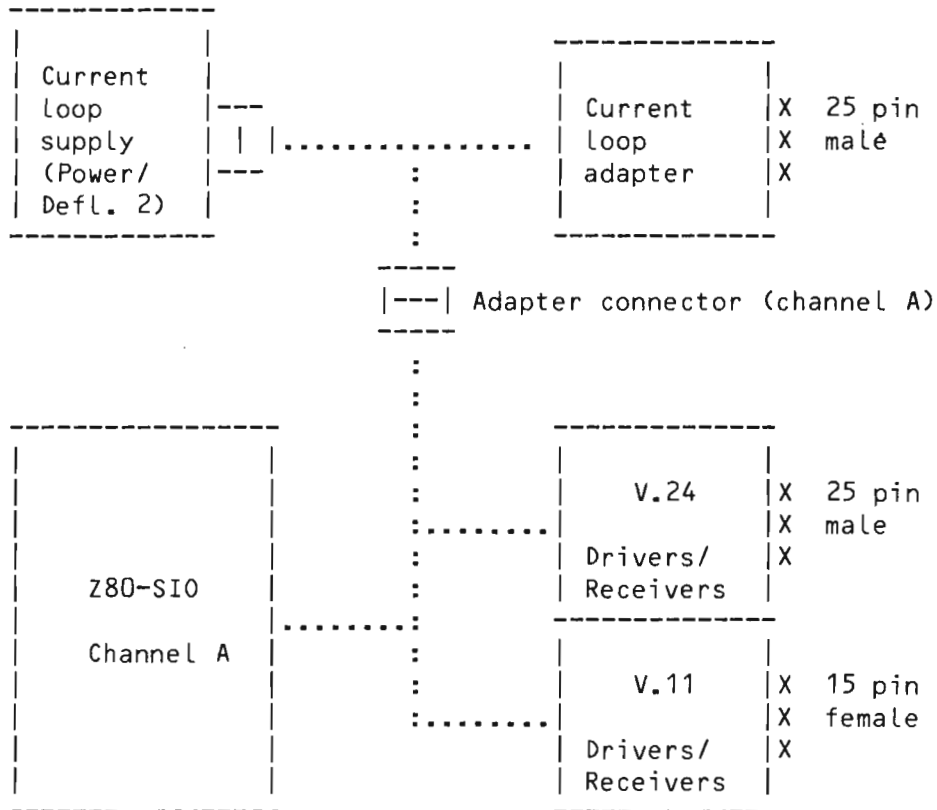 Current
loop
supply
(Power/
Defl. 2)
Current
loop
adapter
X 25 pin
X male
X
Adapter connector (channel A)
Z80-SIO
Channel A
V.24
Drivers/
Receivers
X 25 pin
X male
X
V.11
Drivers/
Receivers
X 15 pin
X female
X